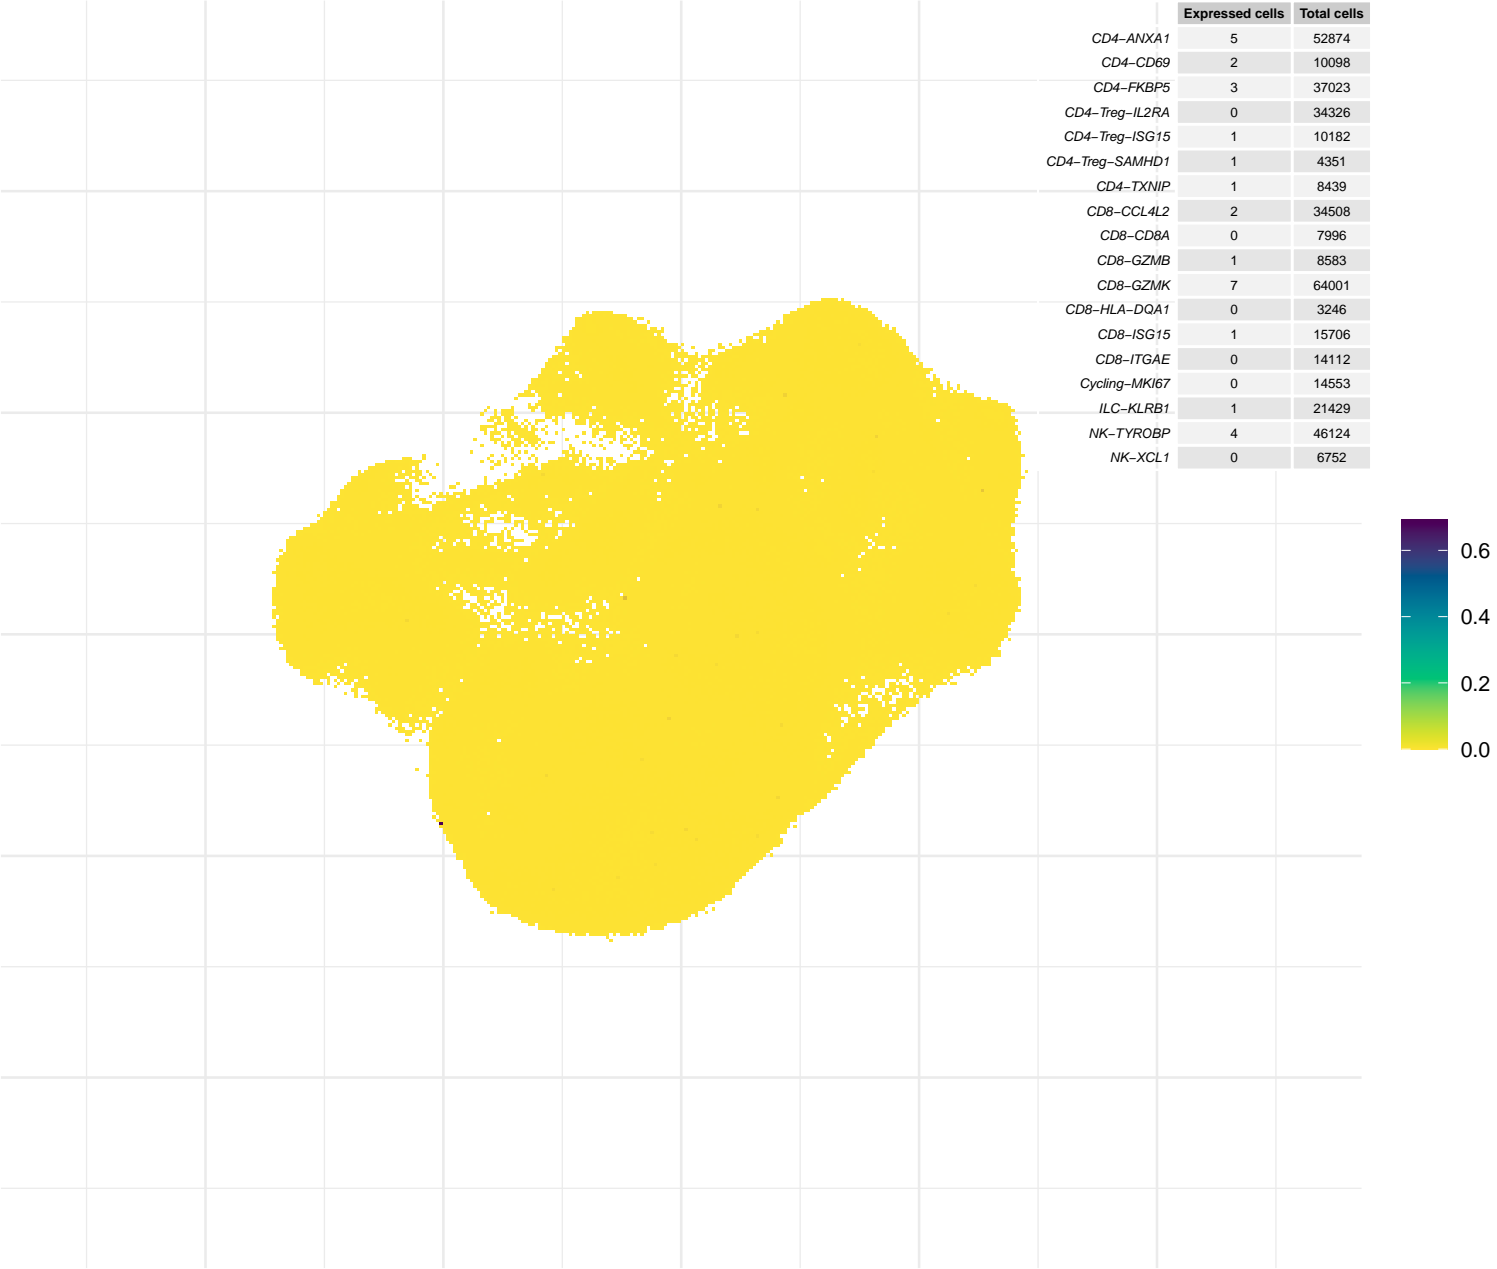 Expressed cells Total cells
CD4−ANXA1 5 52874
CD4−CD69 2 10098
CD4−FKBP5 3 37023
CD4−Treg−IL2RA 0 34326
CD4−Treg−ISG15 1 10182
CD4−Treg−SAMHD1 1 4351
CD4−TXNIP 1 8439
CD8−CCL4L2 2 34508
CD8−CD8A 0 7996
CD8−GZMB 1 8583
CD8−GZMK 7 64001
CD8−HLA−DQA1 0 3246
CD8−ISG15 1 15706
CD8−ITGAE 0 14112
Cycling−MKI67 0 14553
ILC−KLRB1 1 21429
NK−TYROBP 4 46124
NK−XCL1 0 6752
0.6
0.4
0.2
0.0